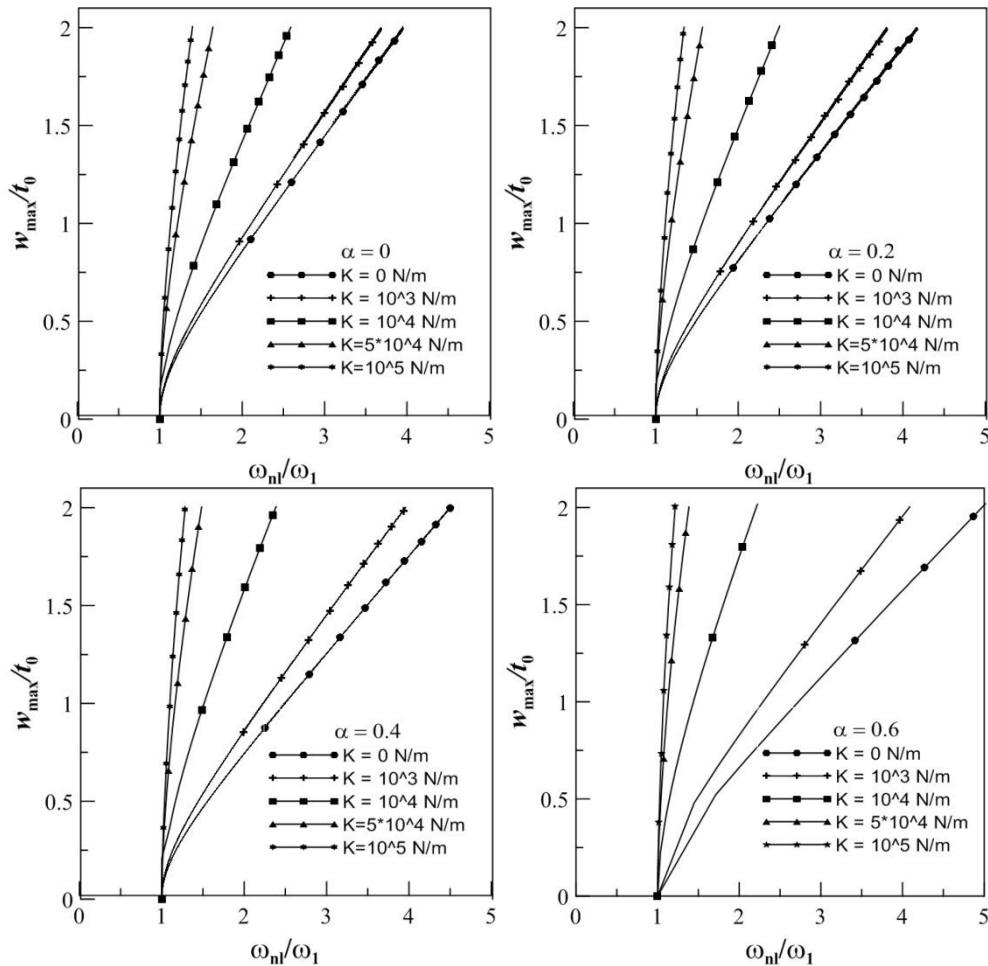 2
1.5
1
0.5
0
w_max/t_0
α = 0
K = 0 N/m
K = 10^3 N/m
K = 10^4 N/m
K=5*10^4 N/m
K=10^5 N/m
0 1 2 3 4 5
ω_nl/ω_1
2
1.5
1
0.5
0
w_max/t_0
α = 0.2
K = 0 N/m
K = 10^3 N/m
K = 10^4 N/m
K=5*10^4 N/m
K=10^5 N/m
0 1 2 3 4 5
ω_nl/ω_1
2
1.5
1
0.5
0
w_max/t_0
α = 0.4
K = 0 N/m
K = 10^3 N/m
K = 10^4 N/m
K=5*10^4 N/m
K=10^5 N/m
0 1 2 3 4 5
ω_nl/ω_1
2
1.5
1
0.5
0
w_max/t_0
α = 0.6
K = 0 N/m
K = 10^3 N/m
K = 10^4 N/m
K = 5*10^4 N/m
K = 10^5 N/m
0 1 2 3 4 5
ω_nl/ω_1